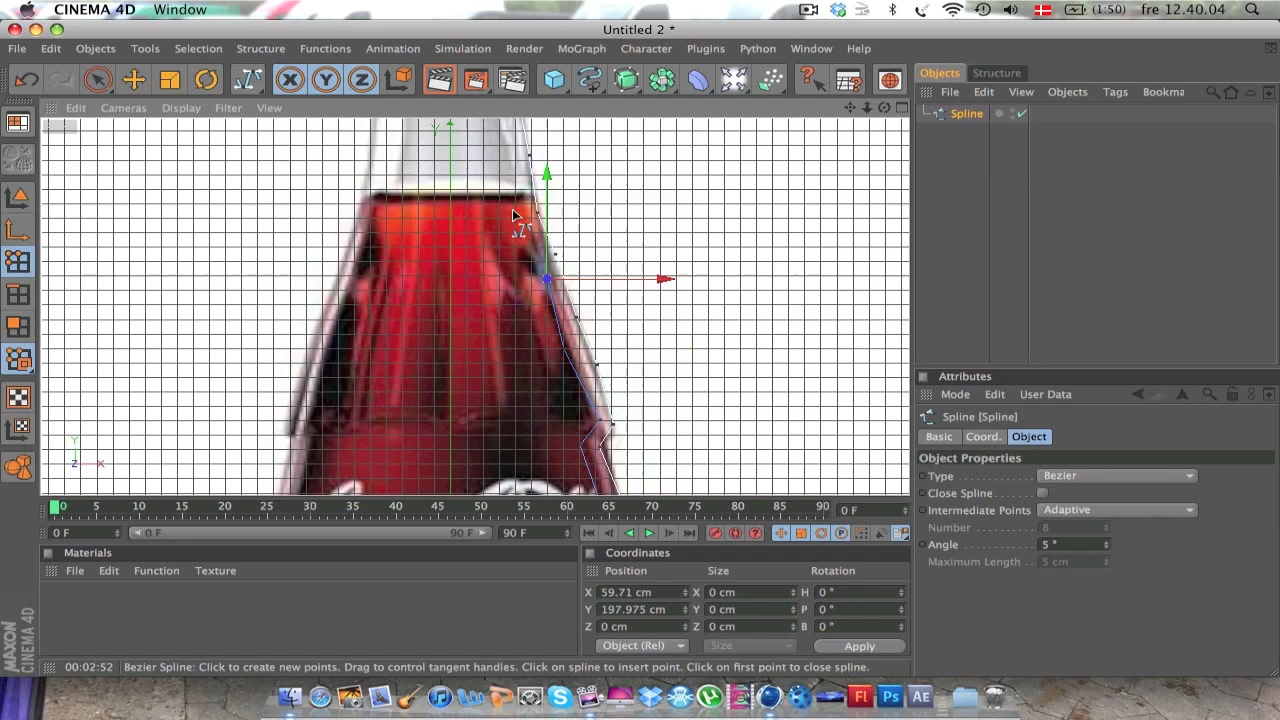 CINEMA 4D Window (1:50) fre 12.40.04
Untitled 2 *
File Edit Objects Tools Selection Structure Functions Animation Simulation Render MoGraph Character Plugins Python Window Help
X Y Z
Objects Structure
Edit Cameras Display Filter View
File Edit View Objects Tags Bookma
Spline
Y
Attributes
Mode Edit User Data
Spline [Spline]
Basic Coord. Object
Object Properties
Type Bezier
Close Spline
Intermediate Points Adaptive
Number 8
Angle 5 °
Maximum Length 5 cm
Y
Z X
0 5 10 15 20 25 30 35 40 45 50 55 60 65 70 75 80 85 90 0 F
0 F 0 F 90 F 90 F
Materials
File Edit Function Texture
Coordinates
Position Size Rotation
X 59.71 cm X 0 cm H 0 °
Y 197.975 cm Y 0 cm P 0 °
Z 0 cm Z 0 cm B 0 °
Object (Rel) Size Apply
MAXON
CINEMA 4D
00:02:52 Bezier Spline: Click to create new points. Drag to control tangent handles. Click on spline to insert point. Click on first point to close spline.
Fl Ps AE